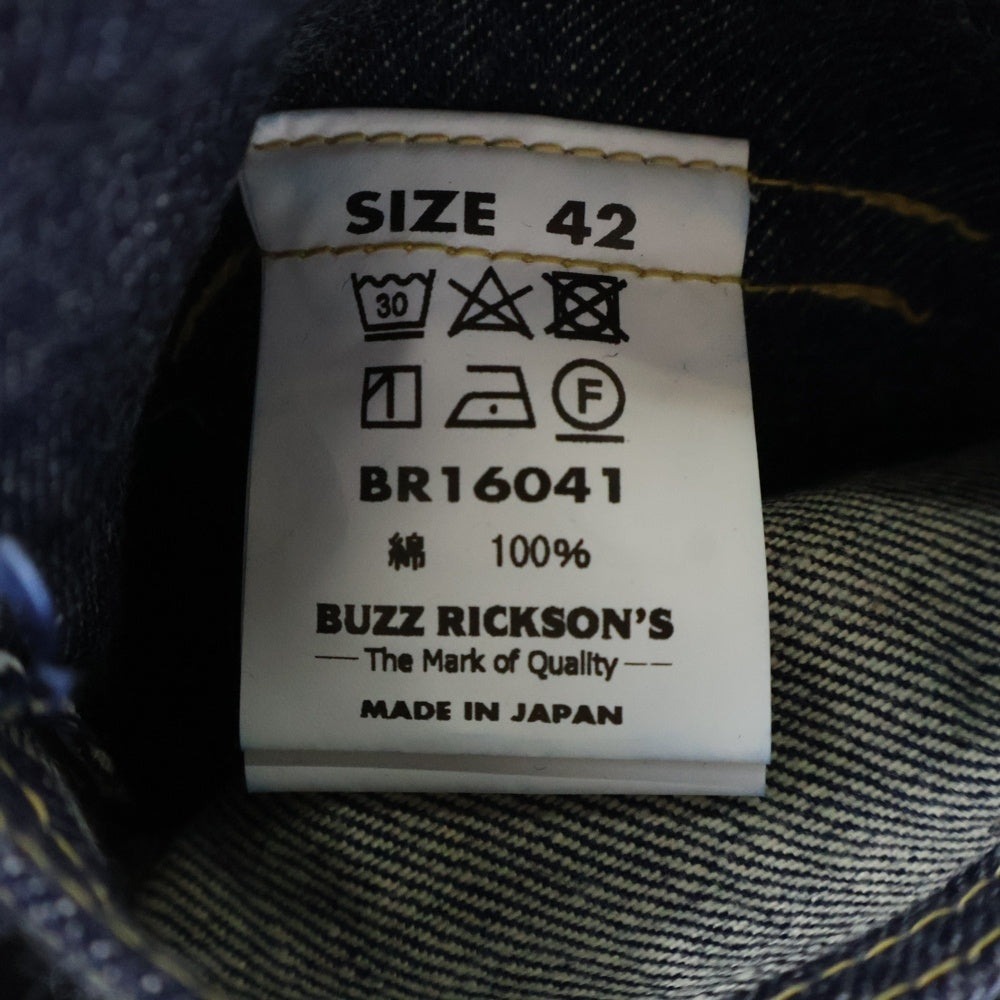 SIZE 42
30
F
BR16041
綿 100%
BUZZ RICKSON'S
The Mark of Quality
MADE IN JAPAN